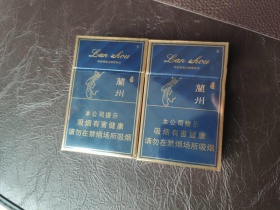 Lan zhou
蘭州
本公司提示
吸烟有害健康
请勿在禁烟场所吸烟
Lan zhou
蘭州
本公司提示
吸烟有害健康
请勿在禁烟场所吸烟